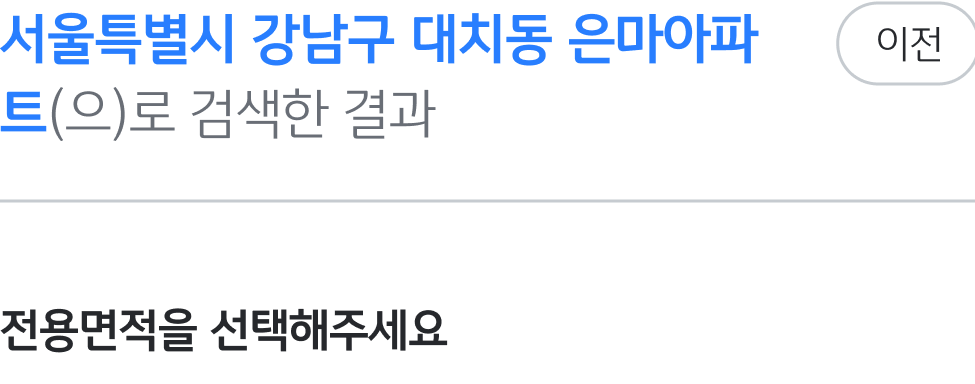 서울특별시 강남구 대치동 은마아파
트(으)로 검색한 결과
이전
전용면적을 선택해주세요